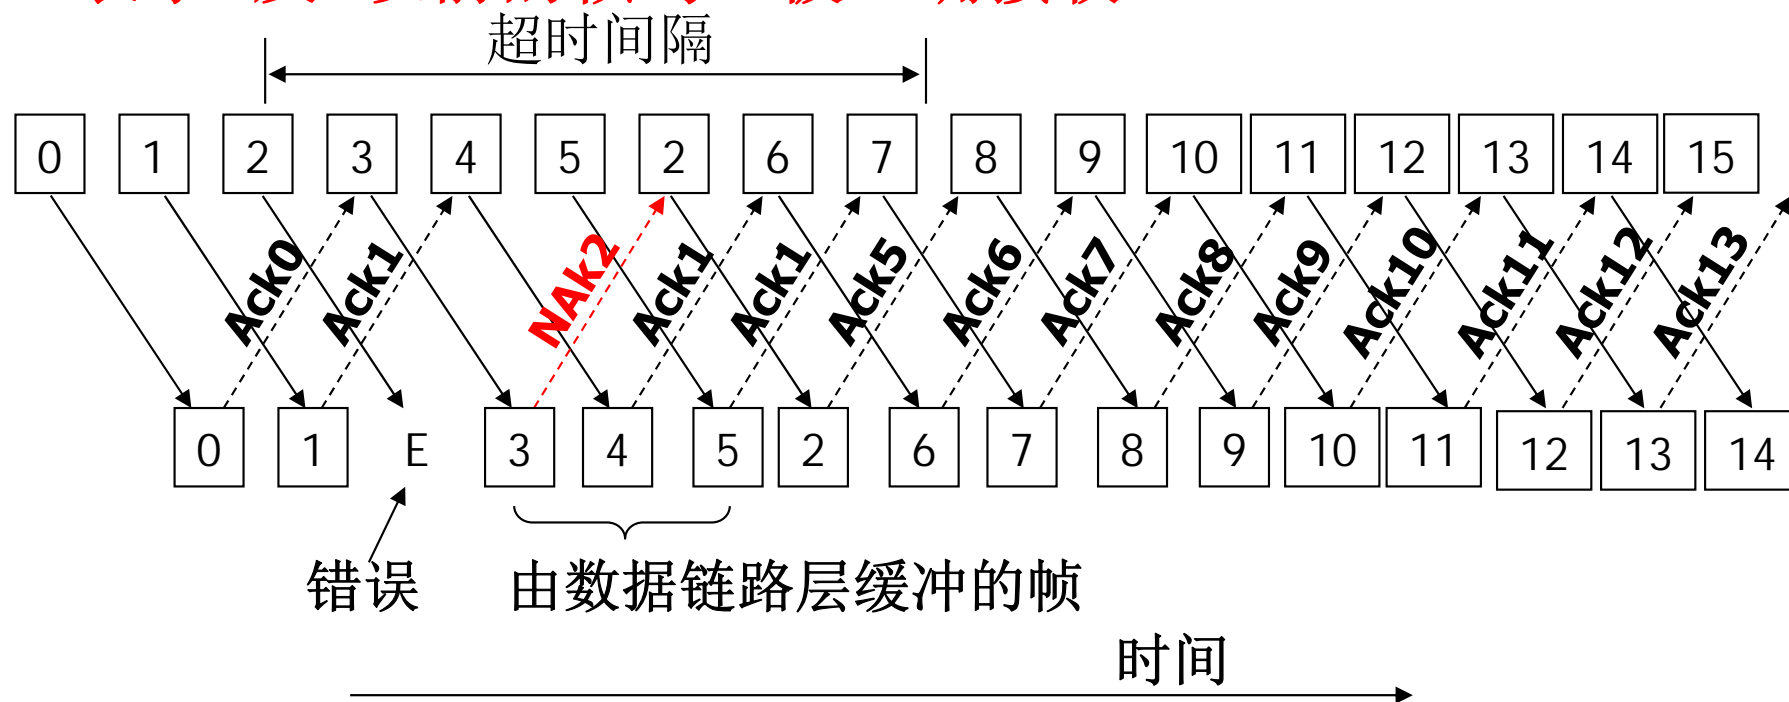 超时间隔
0 1 2 3 4 5 2 6 7 8 9 10 11 12 13 14 15
Ack0 Ack1 NAk2 Ack1 Ack1 Ack5 Ack6 Ack7 Ack8 Ack9 Ack10 Ack11 Ack12 Ack13
0 1 E 3 4 5 2 6 7 8 9 10 11 12 13 14
错误 由数据链路层缓冲的帧
时间